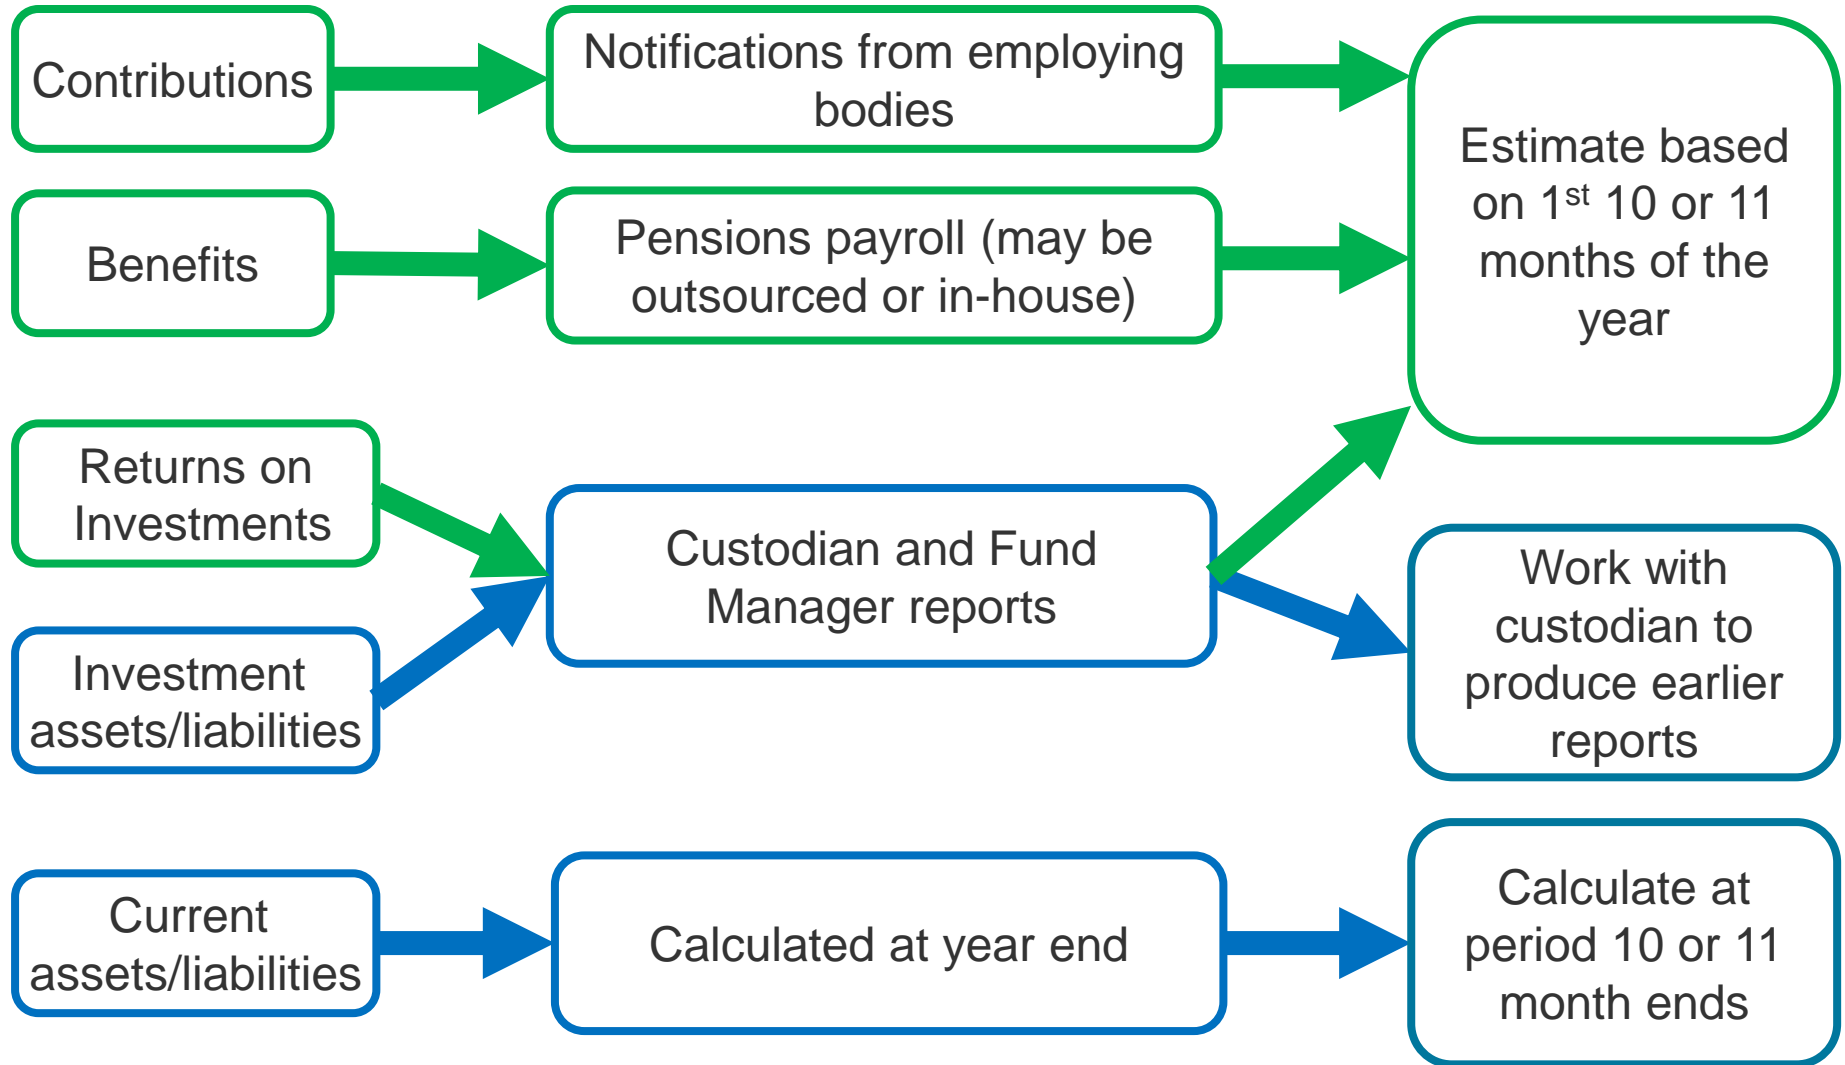 Contributions
Notifications from employing
bodies
Estimate based
on 1st 10 or 11
months of the
year
Benefits
Pensions payroll (may be
outsourced or in-house)
Returns on
Investments
Investment
assets/liabilities
Custodian and Fund
Manager reports
Work with
custodian to
produce earlier
reports
Current
assets/liabilities
Calculated at year end
Calculate at
period 10 or 11
month ends